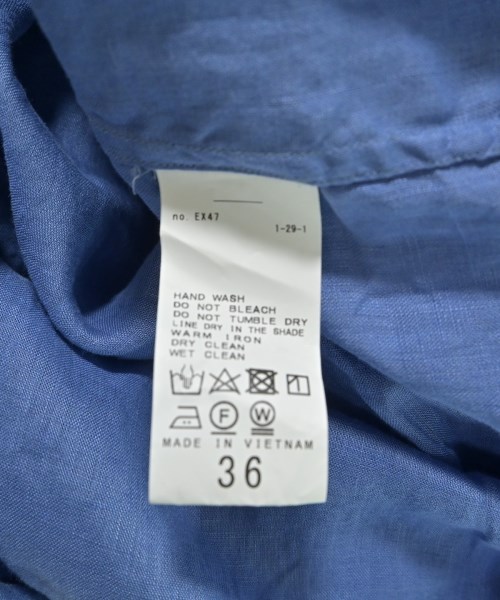 no. EX47
1-29-1
HAND WASH
DO NOT BLEACH
DO NOT TUMBLE DRY
LINE DRY IN THE SHADE
WARM IRON
DRY CLEAN
WET CLEAN
F W
MADE IN VIETNAM
36